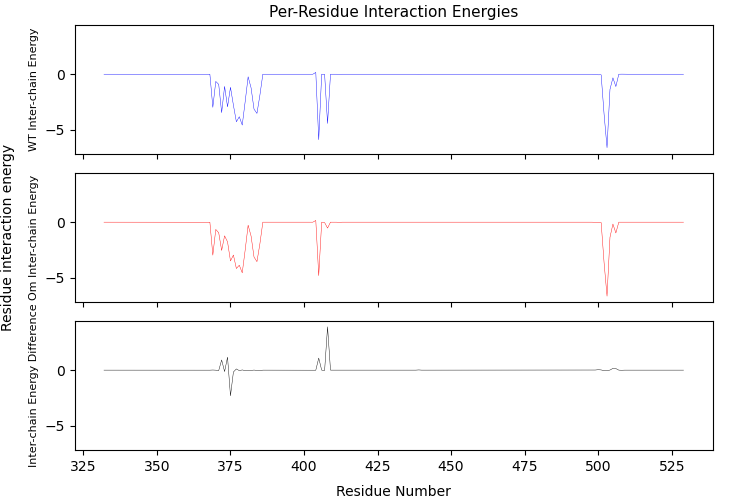 Per-Residue Interaction Energies
Residue interaction energy
WT Inter-chain Energy
0
−5
Om Inter-chain Energy
0
−5
Inter-chain Energy Difference
0
−5
325 350 375 400 425 450 475 500 525
Residue Number